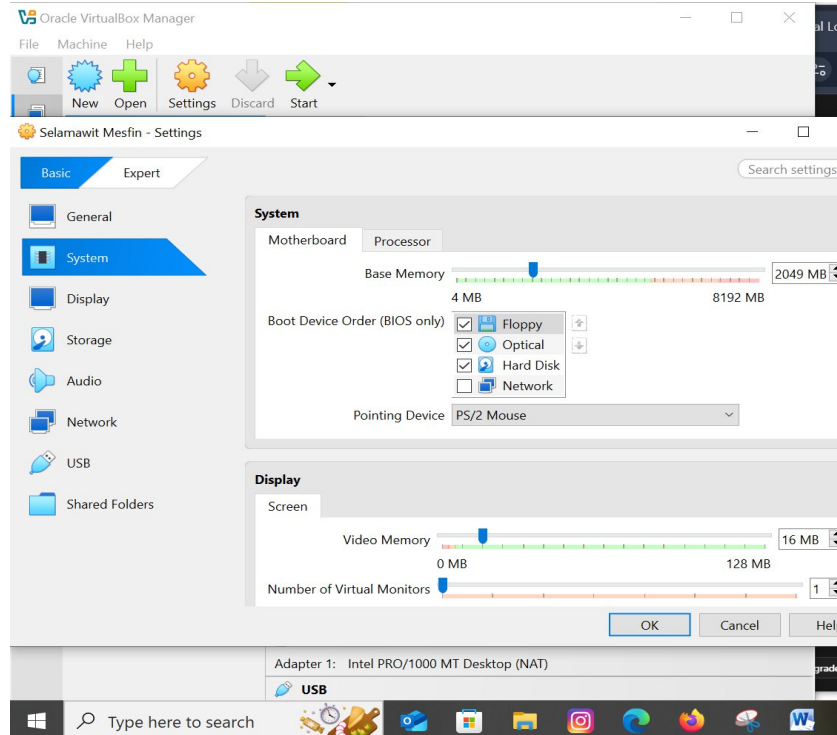 Oracle VirtualBox Manager
al Lo
File Machine Help
New Open Settings Discard Start
Selamawit Mesfin - Settings
Basic Expert Search settings
General
System
Display
Storage
Audio
Network
USB
Shared Folders
System
Motherboard Processor
Base Memory 2049 MB
4 MB 8192 MB
Boot Device Order (BIOS only) Floppy
Optical
Hard Disk
Network
Pointing Device PS/2 Mouse
Display
Screen
Video Memory 16 MB
0 MB 128 MB
Number of Virtual Monitors 1
OK Cancel Hel
Adapter 1: Intel PRO/1000 MT Desktop (NAT)
grade
USB
Type here to search